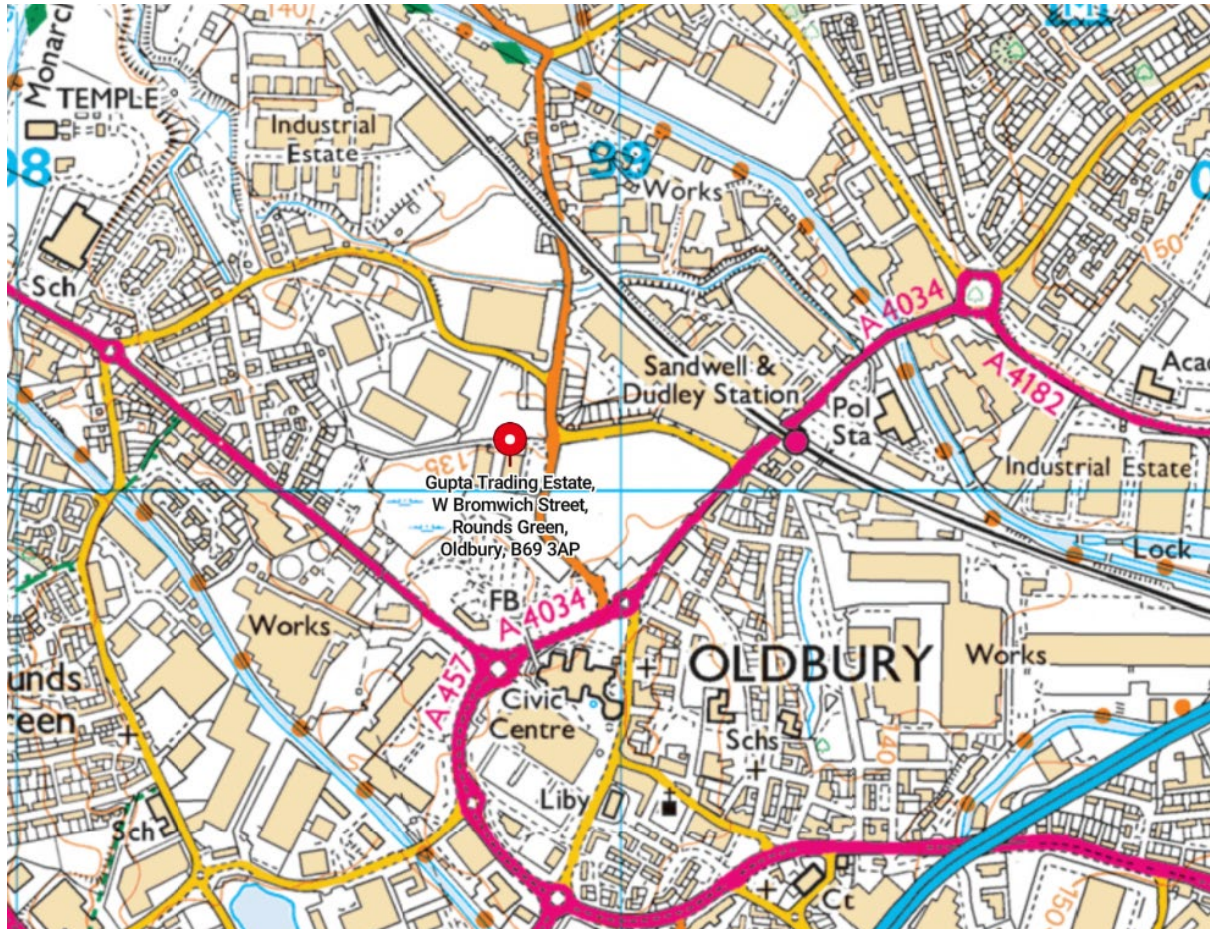 140
Monarch
TEMPLE
Industrial
Estate
98
99
Works
150
Sch
A 4034
A 4182
Sandwell &
Dudley Station
Pol
Sta
Acad
Industrial Estate
135
Gupta Trading Estate,
W Bromwich Street,
Rounds Green,
Oldbury, B69 3AP
Lock
FB
A 4034
Works
OLDBURY
Works
A 457
Civic
Centre
unds
reen
Schs
140
Liby
Sch
Ct
150